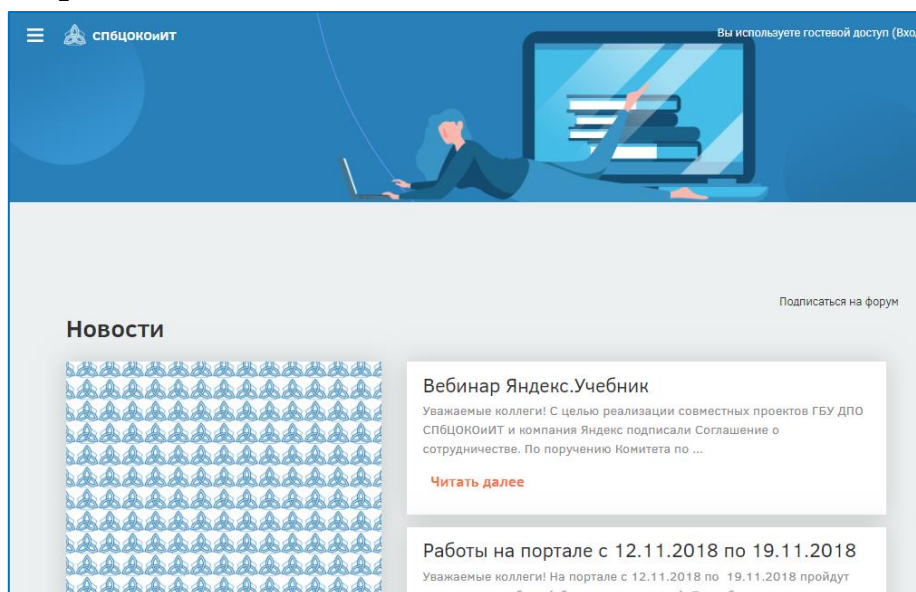 СПбЦОКОиИТ
Вы используете гостевой доступ (Вхо
Подписаться на форум
Новости
Вебинар Яндекс.Учебник
Уважаемые коллеги! С целью реализации совместных проектов ГБУ ДПО
СПбЦОКОиИТ и компания Яндекс подписали Соглашение о
сотрудничестве. По поручению Комитета по ...
Читать далее
Работы на портале с 12.11.2018 по 19.11.2018
Уважаемые коллеги! На портале с 12.11.2018 по 19.11.2018 пройдут